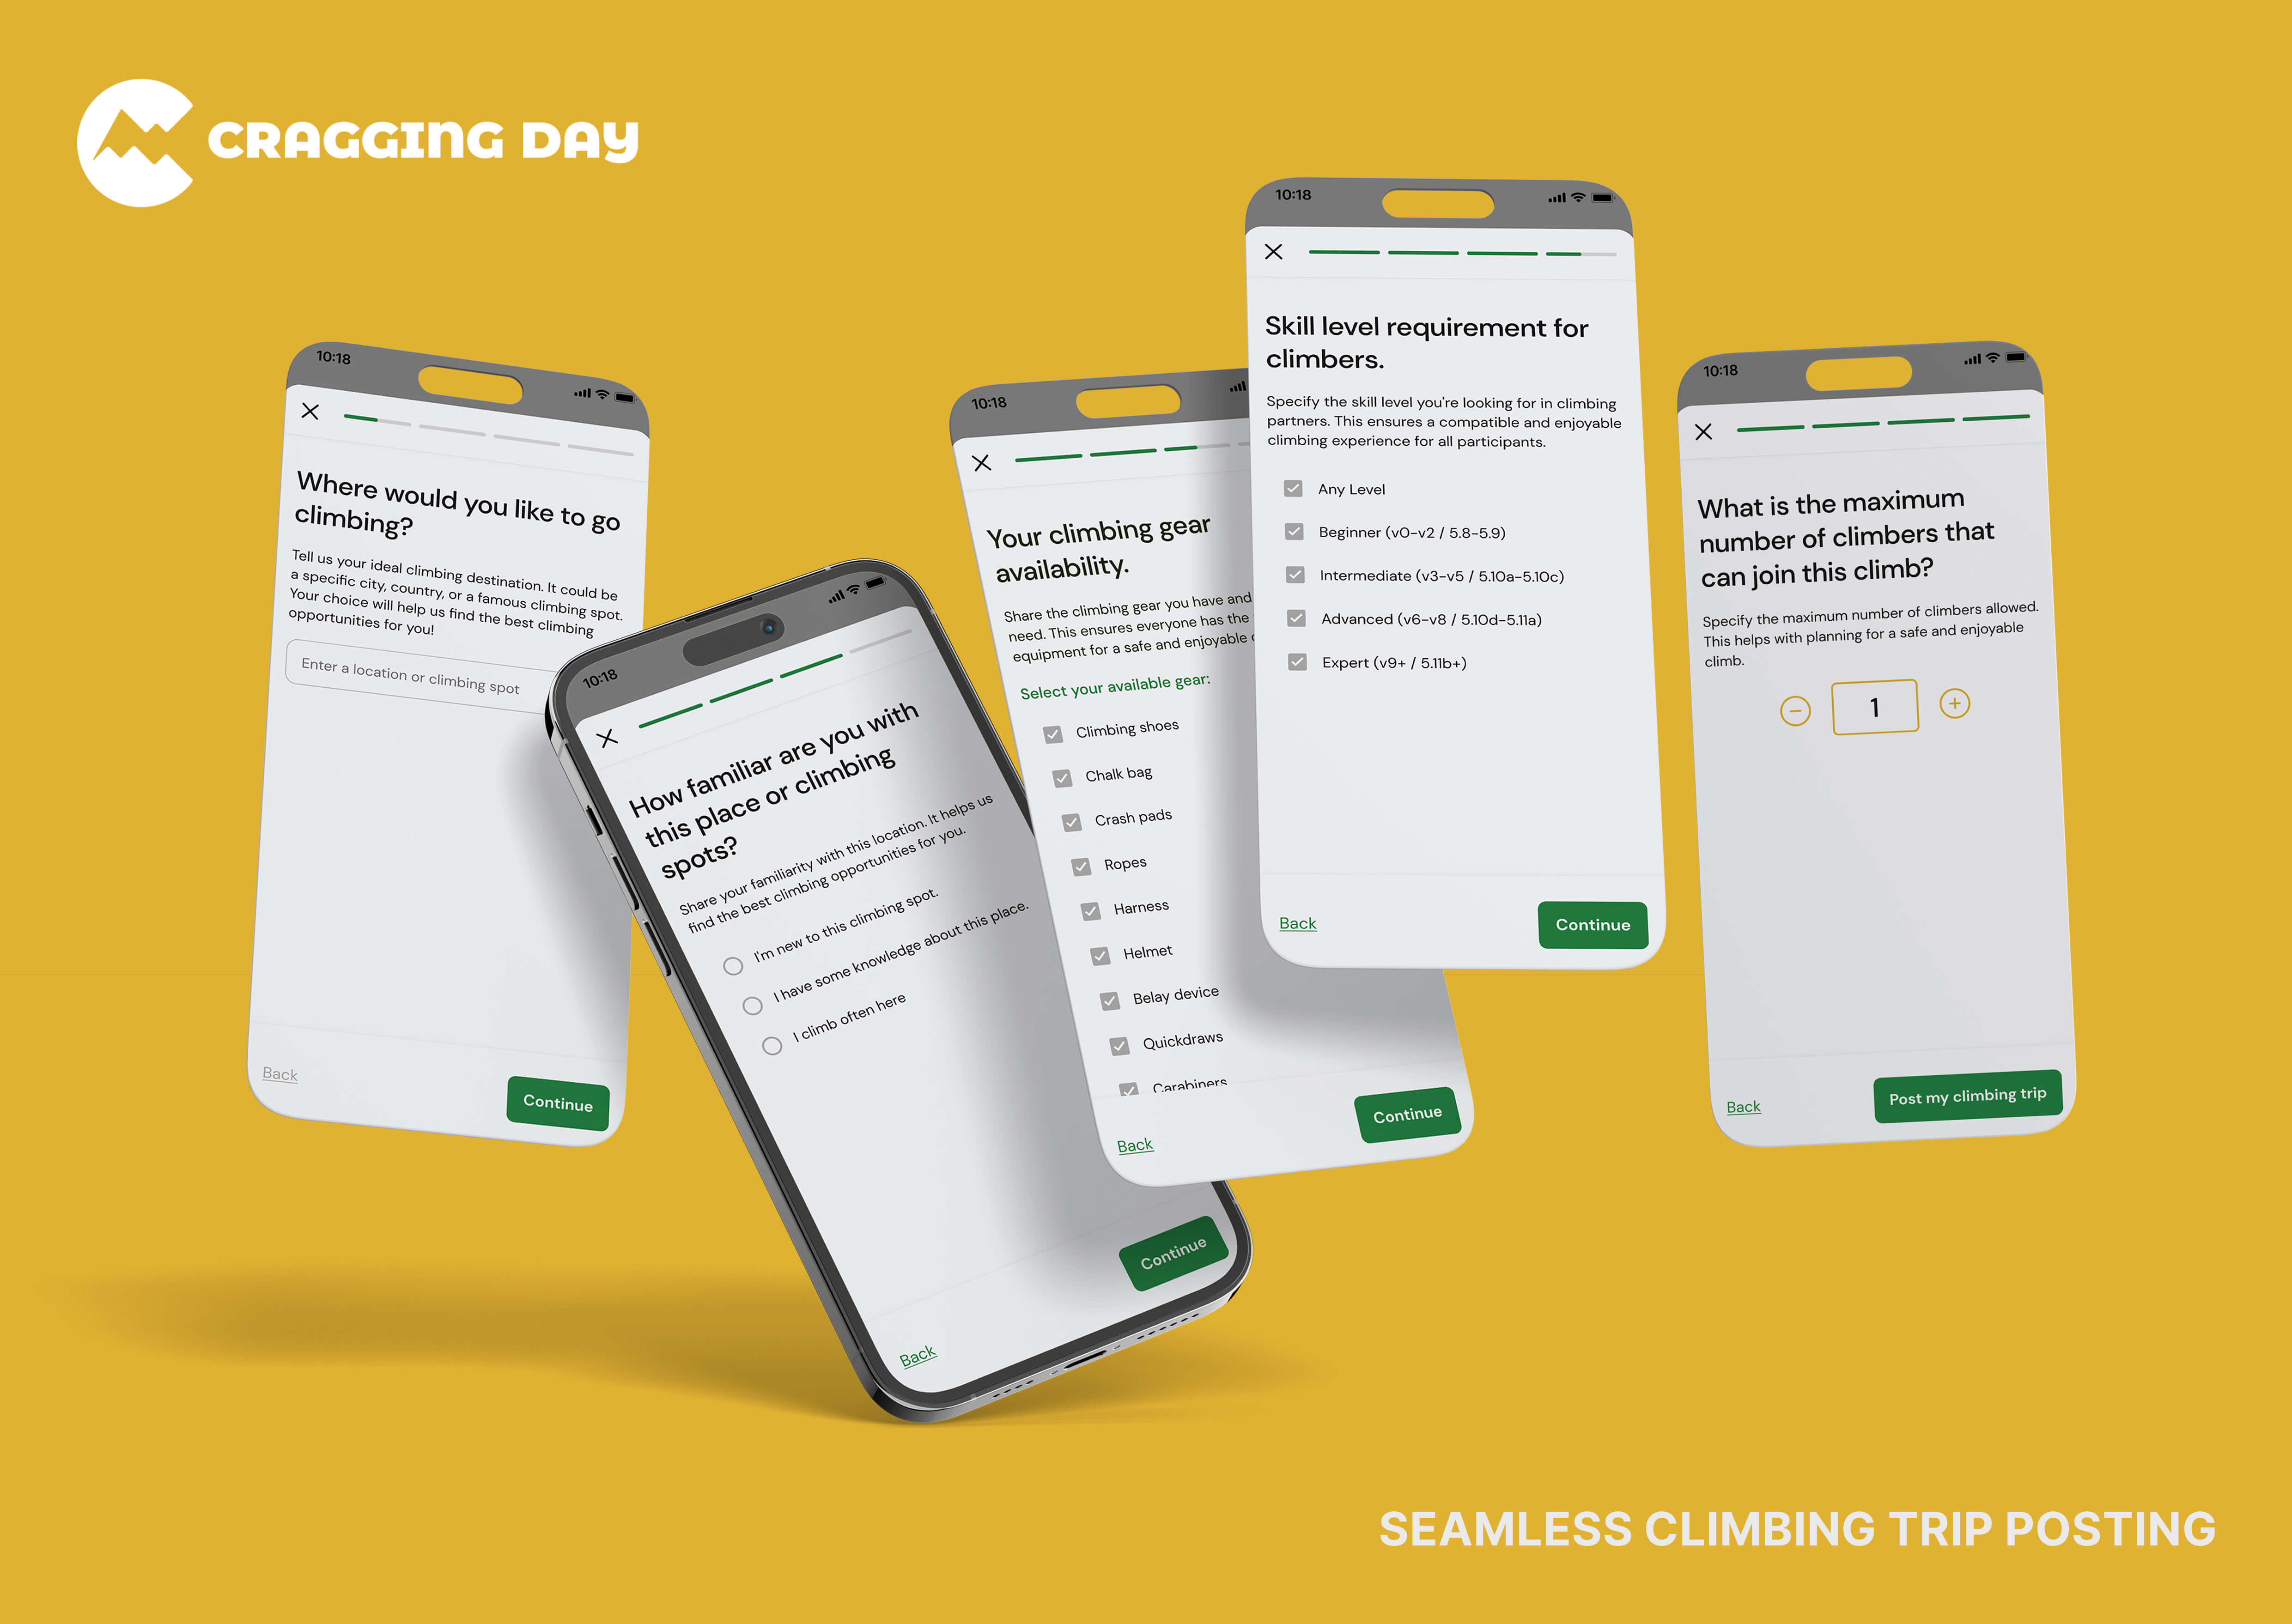 CRAGGING DAY
10:18
Where would you like to go
climbing?
Tell us your ideal climbing destination. It could be
a specific city, country, or a famous climbing spot.
Your choice will help us find the best climbing
opportunities for you!
Enter a location or climbing spot
Back
Continue
10:18
How familiar are you with
this place or climbing
spots?
Share your familiarity with this location. It helps us
find the best climbing opportunities for you.
I'm new to this climbing spot.
I have some knowledge about this place.
I climb often here
Continue
Back
10:18
Your climbing gear
availability.
Share the climbing gear you have and
need. This ensures everyone has the
equipment for a safe and enjoyable
Select your available gear:
Climbing shoes
Chalk bag
Crash pads
Ropes
Harness
Helmet
Belay device
Quickdraws
Carabiners
Back
Continue
10:18
Skill level requirement for
climbers.
Specify the skill level you're looking for in climbing
partners. This ensures a compatible and enjoyable
climbing experience for all participants.
Any Level
Beginner (v0-v2 / 5.8-5.9)
Intermediate (v3-v5 / 5.10a-5.10c)
Advanced (v6-v8 / 5.10d-5.11a)
Expert (v9+ / 5.11b+)
Back
Continue
10:18
What is the maximum
number of climbers that
can join this climb?
Specify the maximum number of climbers allowed.
This helps with planning for a safe and enjoyable
climb.
1
Back
Post my climbing trip
SEAMLESS CLIMBING TRIP POSTING